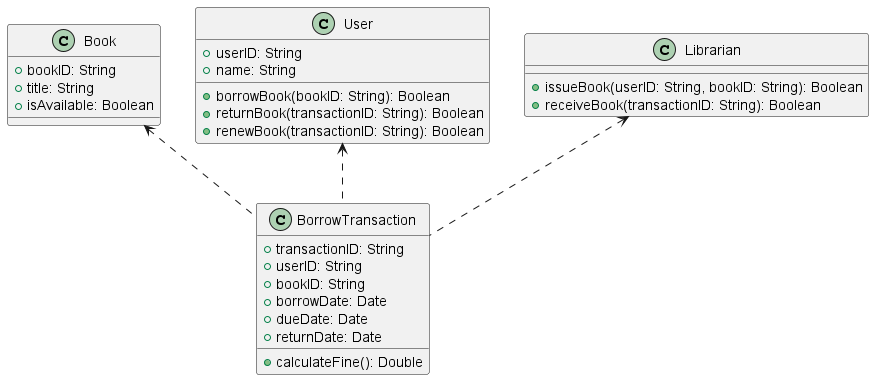 C Book
bookID: String
title: String
isAvailable: Boolean
C User
userID: String
name: String
borrowBook(bookID: String): Boolean
returnBook(transactionID: String): Boolean
renewBook(transactionID: String): Boolean
C Librarian
issueBook(userID: String, bookID: String): Boolean
receiveBook(transactionID: String): Boolean
C BorrowTransaction
transactionID: String
userID: String
bookID: String
borrowDate: Date
dueDate: Date
returnDate: Date
calculateFine(): Double